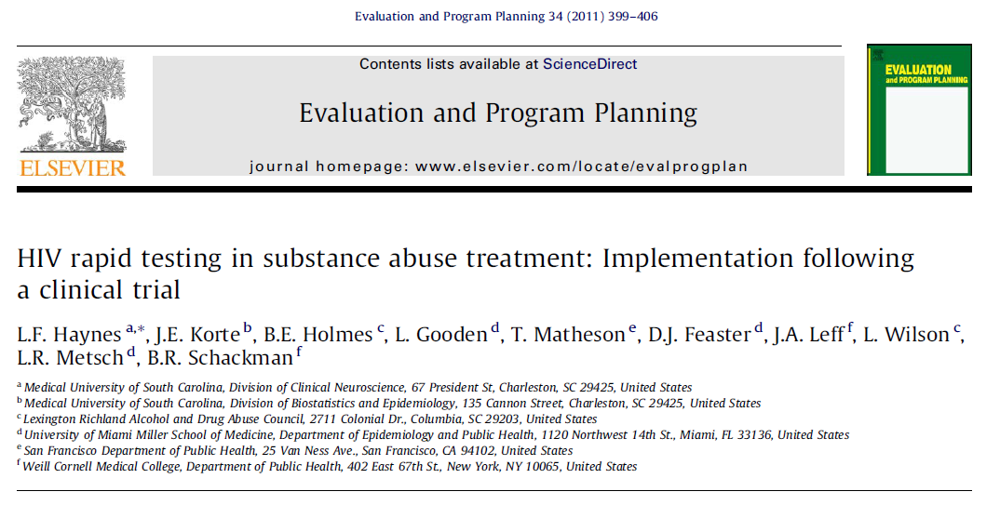 Evaluation and Program Planning 34 (2011) 399–406
Contents lists available at ScienceDirect
Evaluation and Program Planning
journal homepage: www.elsevier.com/locate/evalprogplan
ELSEVIER
EVALUATION
and PROGRAM PLANNING
HIV rapid testing in substance abuse treatment: Implementation following
a clinical trial
L.F. Haynes a,*, J.E. Korte b, B.E. Holmes c, L. Gooden d, T. Matheson e, D.J. Feaster d, J.A. Leff f, L. Wilson c,
L.R. Metsch d, B.R. Schackman f
a Medical University of South Carolina, Division of Clinical Neuroscience, 67 President St, Charleston, SC 29425, United States
b Medical University of South Carolina, Division of Biostatistics and Epidemiology, 135 Cannon Street, Charleston, SC 29425, United States
c Lexington Richland Alcohol and Drug Abuse Council, 2711 Colonial Dr., Columbia, SC 29203, United States
d University of Miami Miller School of Medicine, Department of Epidemiology and Public Health, 1120 Northwest 14th St., Miami, FL 33136, United States
e San Francisco Department of Public Health, 25 Van Ness Ave., San Francisco, CA 94102, United States
f Weill Cornell Medical College, Department of Public Health, 402 East 67th St., New York, NY 10065, United States